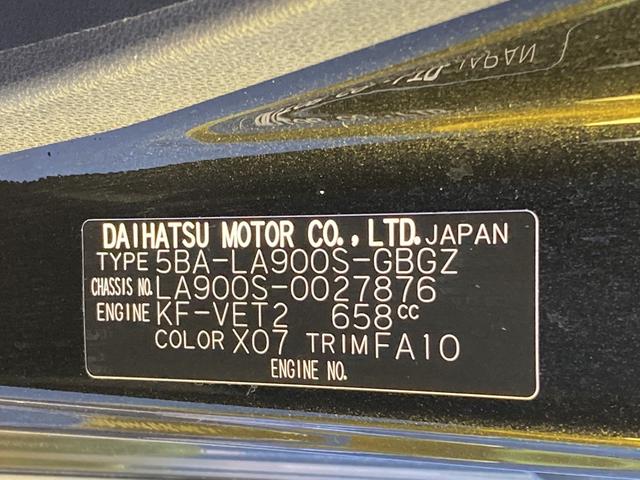 DAIHATSU MOTOR CO., LTD. JAPAN
TYPE 5BA-LA900S-GBGZ
CHASSIS NO. LA900S-0027876
ENGINE KF-VET2 658cc
COLOR X07 TRIM FA10
ENGINE NO.